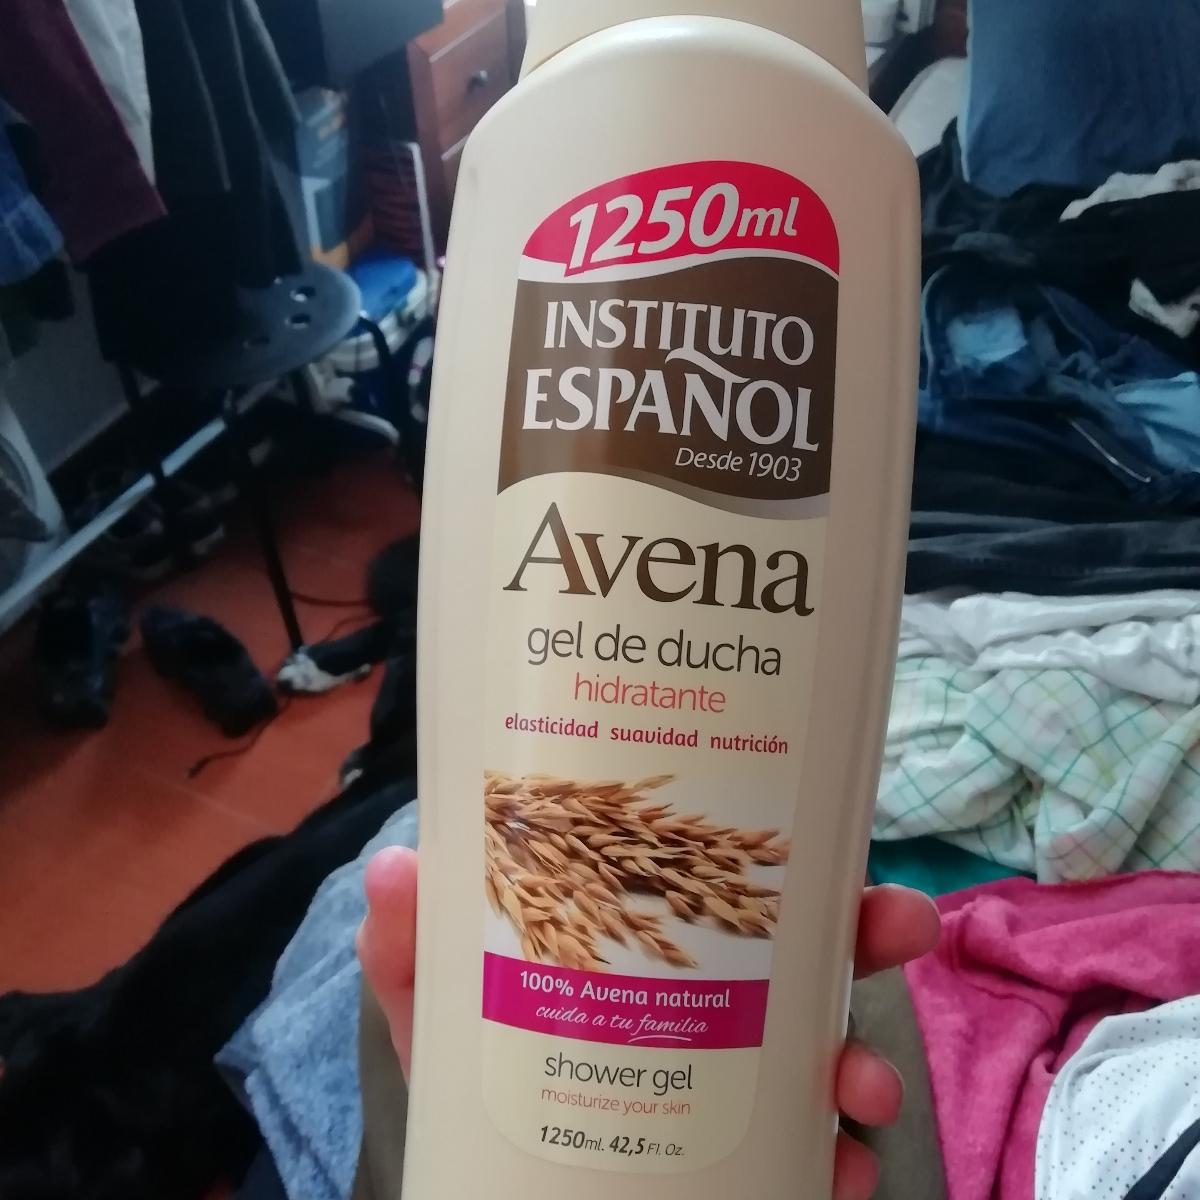 1250ml
INSTITUTO
ESPAÑOL
Desde 1903
Avena
gel de ducha
hidratante
elasticidad suavidad nutrición
100% Avena natural
cuida a tu familia
shower gel
moisturize your skin
1250ml. 42,5 Fl. Oz.